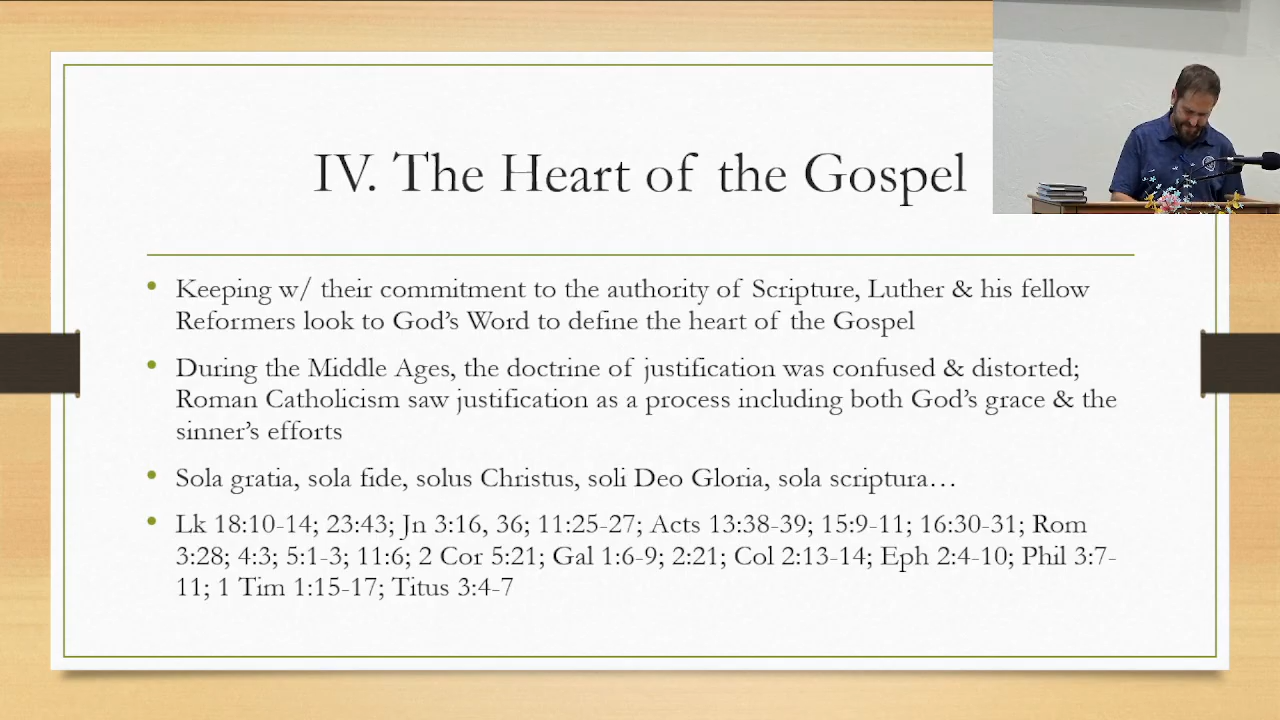 IV. The Heart of the Gospel
• Keeping w/ their commitment to the authority of Scripture, Luther & his fellow
Reformers look to God’s Word to define the heart of the Gospel
• During the Middle Ages, the doctrine of justification was confused & distorted;
Roman Catholicism saw justification as a process including both God’s grace & the
sinner’s efforts
• Sola gratia, sola fide, solus Christus, soli Deo Gloria, sola scriptura…
• Lk 18:10-14; 23:43; Jn 3:16, 36; 11:25-27; Acts 13:38-39; 15:9-11; 16:30-31; Rom
3:28; 4:3; 5:1-3; 11:6; 2 Cor 5:21; Gal 1:6-9; 2:21; Col 2:13-14; Eph 2:4-10; Phil 3:7-
11; 1 Tim 1:15-17; Titus 3:4-7